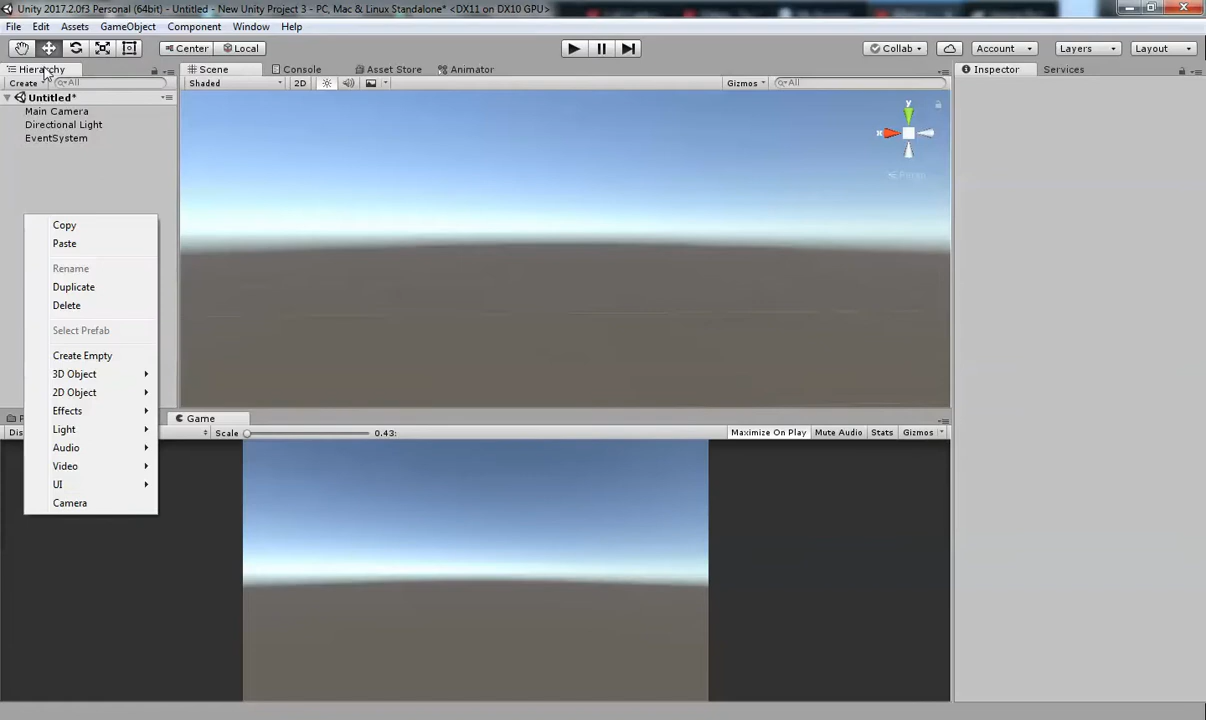 Unity 2017.2.0f3 Personal (64bit) - Untitled - New Unity Project 3 - PC, Mac & Linux Standalone* <DX11 on DX10 GPU>
File Edit Assets GameObject Component Window Help
Center Local Collab Account Layers Layout
Hierarchy Scene Console Asset Store Animator Inspector Services
Create All Shaded 2D Gizmos All
Untitled*
Main Camera
Directional Light
EventSystem
y
x
Persp
Copy
Paste
Rename
Duplicate
Delete
Select Prefab
Create Empty
3D Object
2D Object
Effects
Light
Audio
Video
UI
Camera
Game
Dis Scale 0.43: Maximize On Play Mute Audio Stats Gizmos